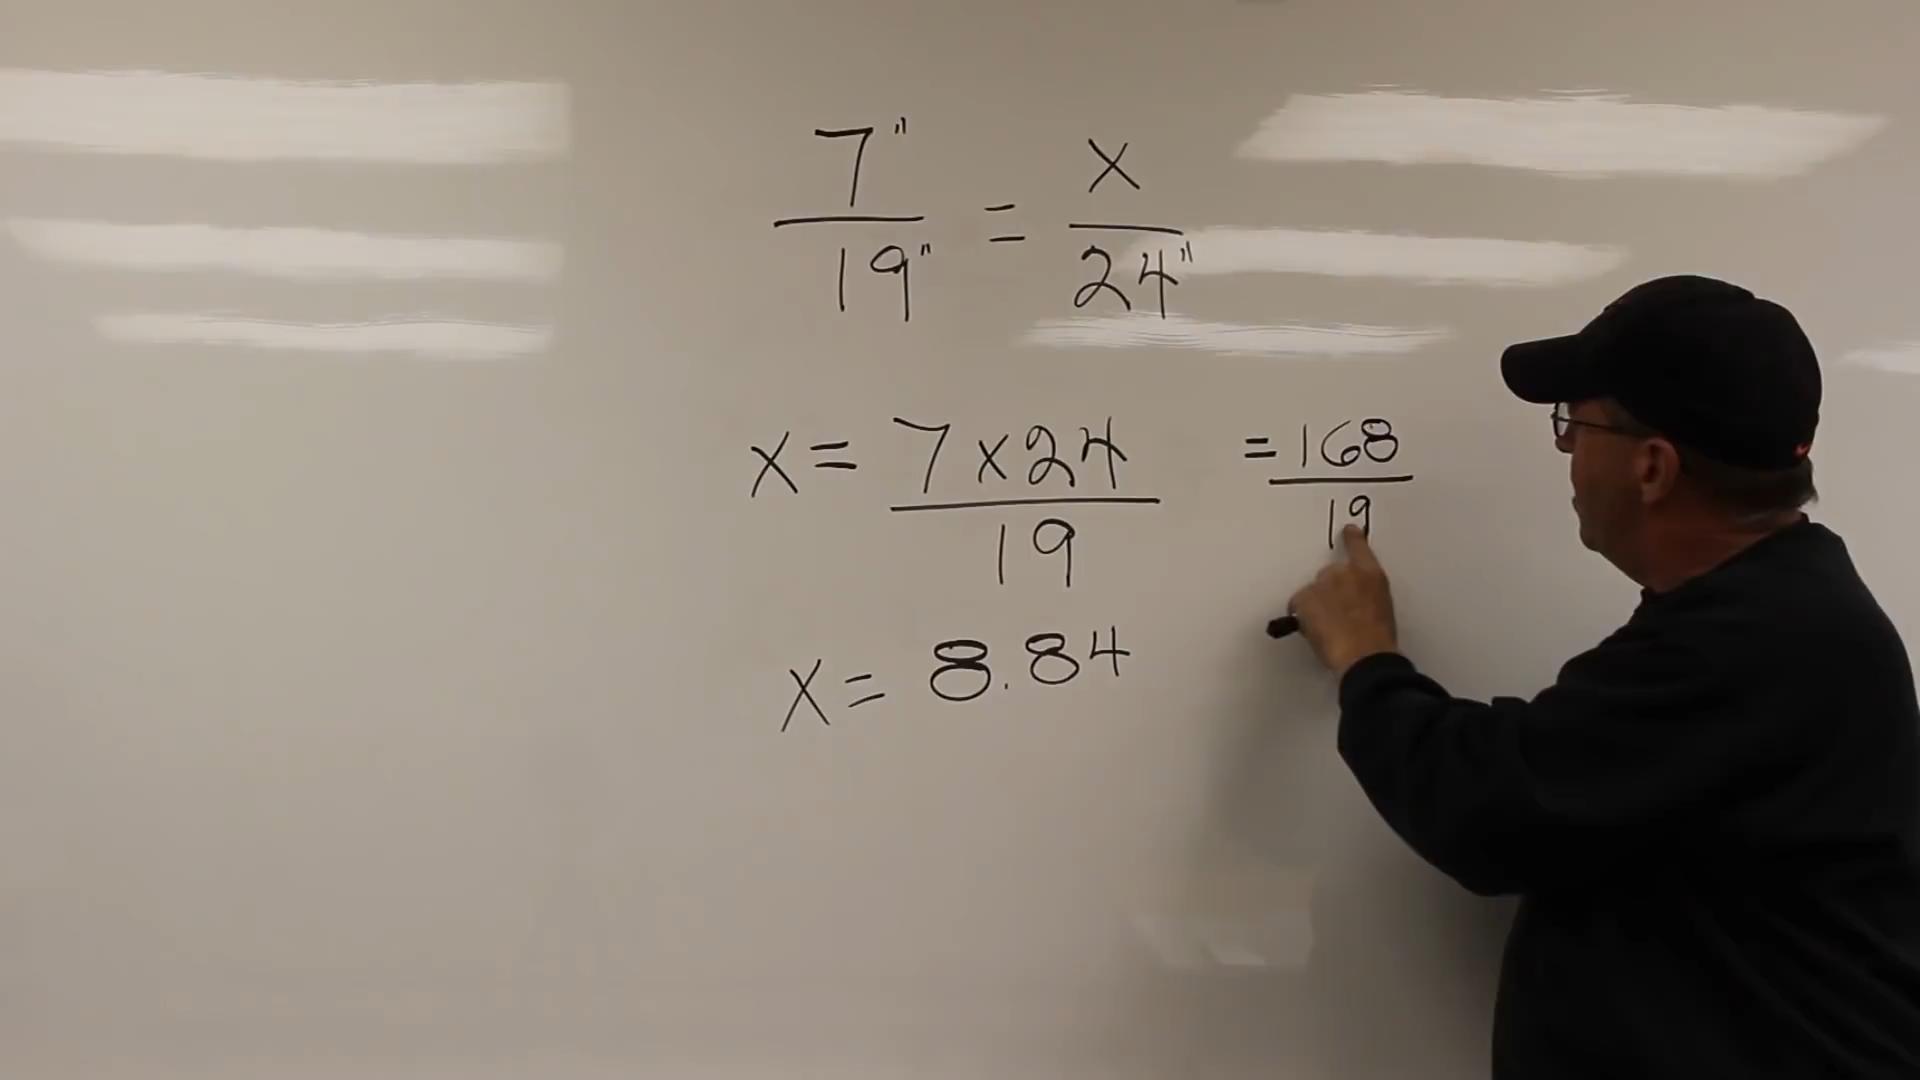 7" / 19" = x / 24"
x = 7 x 24 / 19 = 168 / 19
x = 8.84